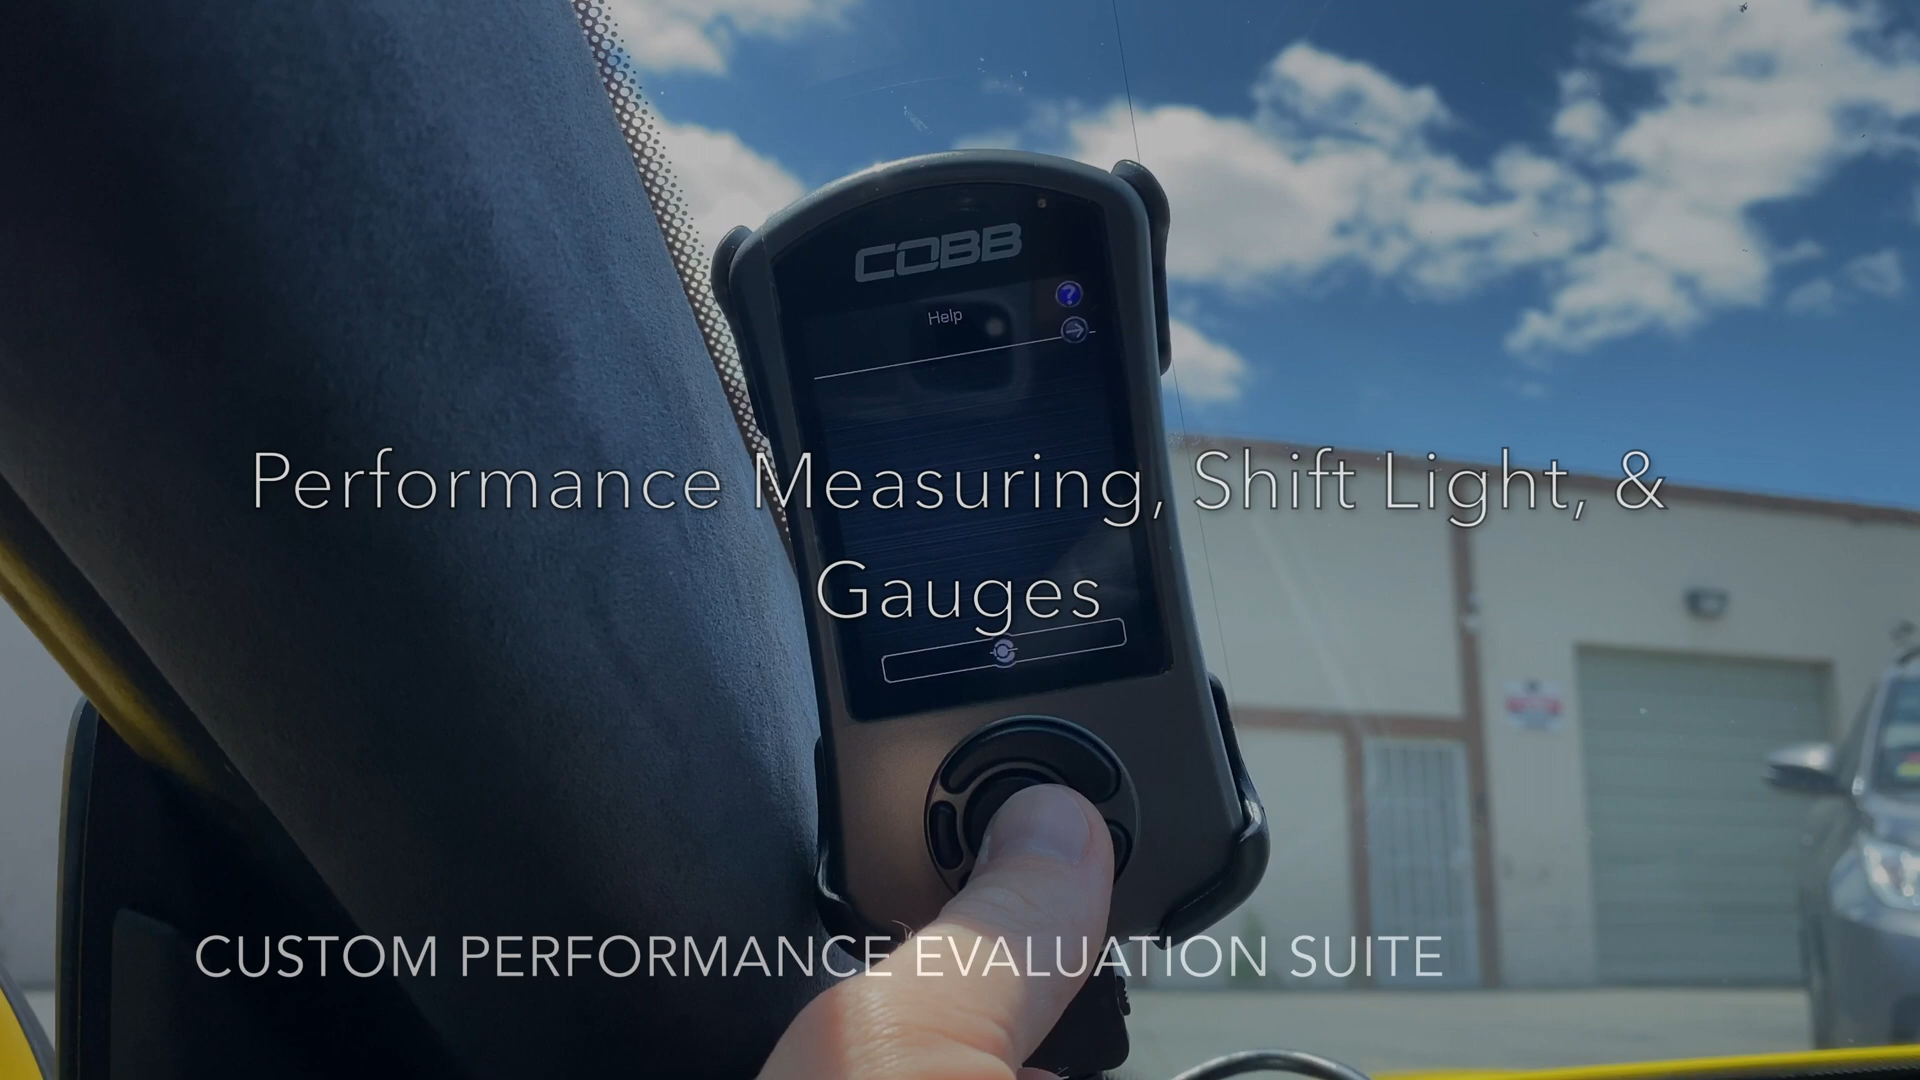 COBB
?
Help
Performance Measuring, Shift Light, &
Gauges
CUSTOM PERFORMANCE EVALUATION SUITE